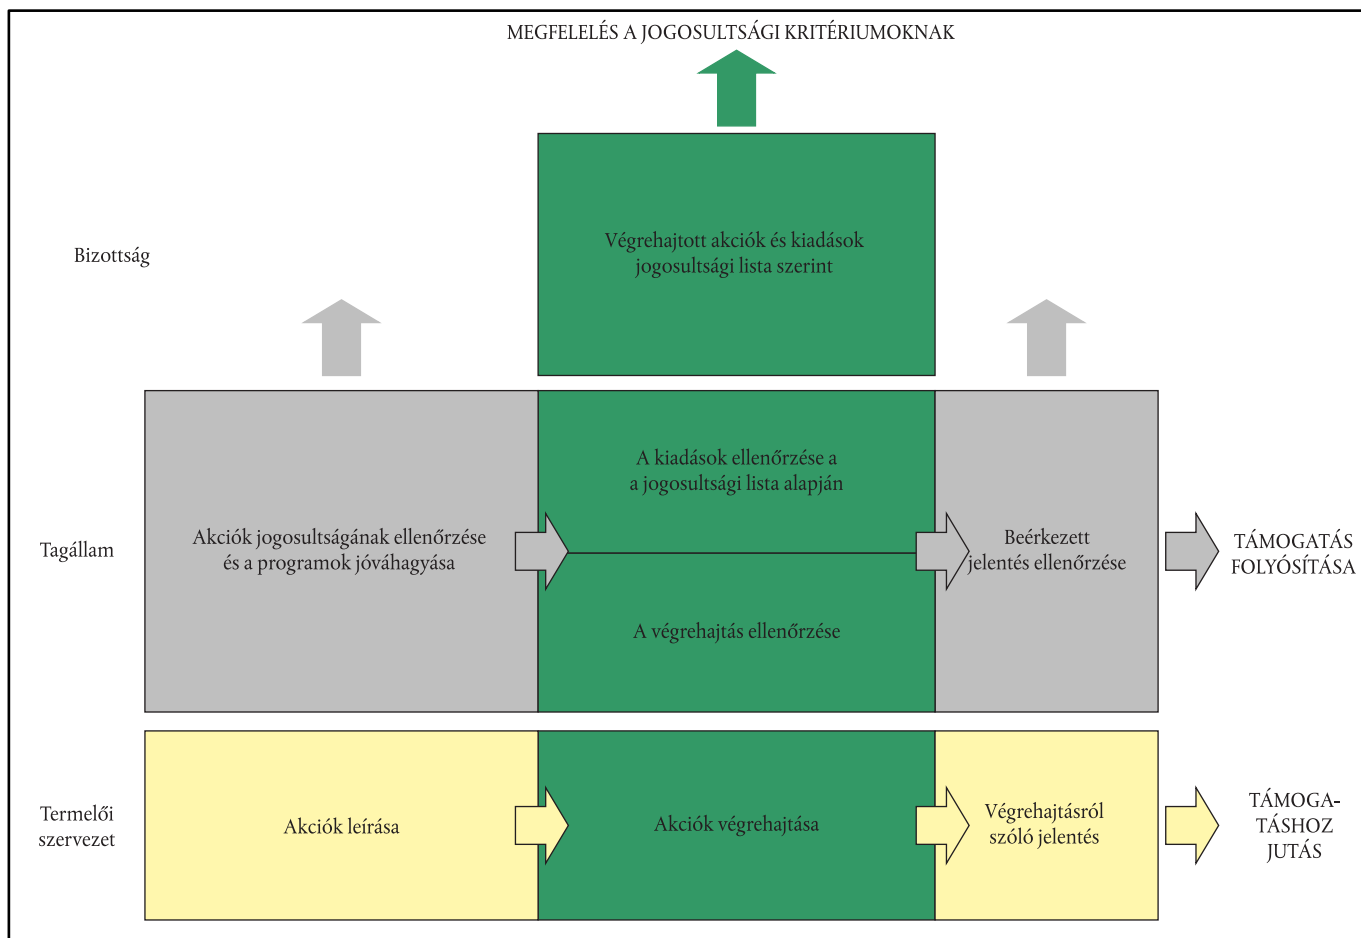 MEGFELELÉS A JOGOSULTSÁGI KRITÉRIUMOKNAK
Bizottság
Végrehajtott akciók és kiadások
jogosultsági lista szerint
Tagállam
Akciók jogosultságának ellenőrzése
és a programok jóváhagyása
A kiadások ellenőrzése a
a jogosultsági lista alapján
A végrehajtás ellenőrzése
Beérkezett
jelentés ellenőrzése
TÁMOGATÁS
FOLYÓSÍTÁSA
Termelői
szervezet
Akciók leírása
Akciók végrehajtása
Végrehajtásról
szóló jelentés
TÁMOGA-
TÁSHOZ
JUTÁS